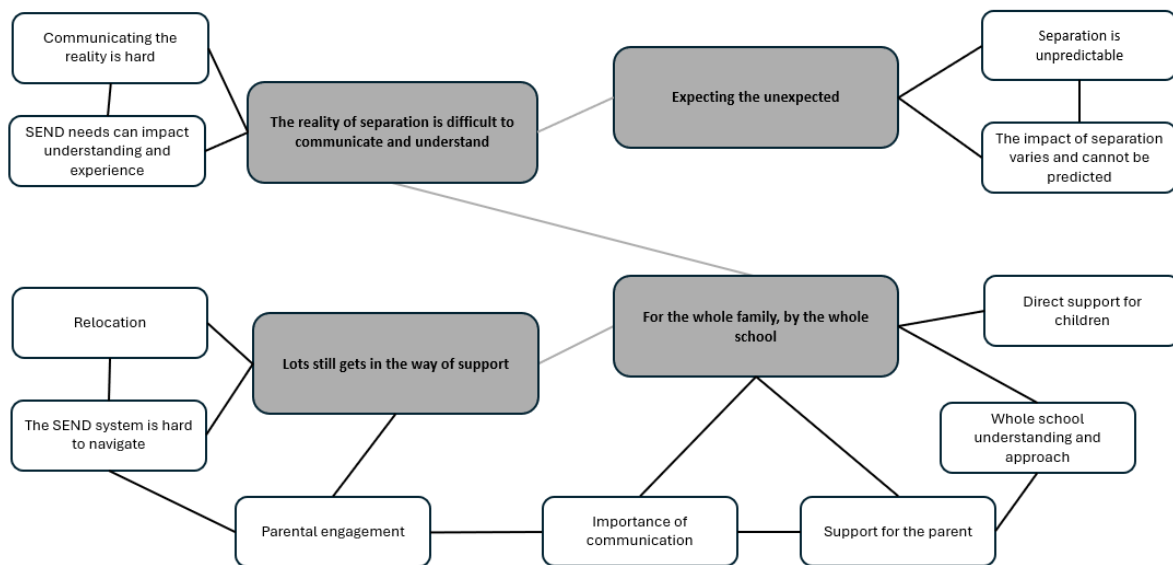 Communicating the
reality is hard
SEND needs can impact
understanding and
experience
The reality of separation is difficult to
communicate and understand
Expecting the unexpected
Separation is
unpredictable
The impact of separation
varies and cannot be
predicted
Relocation
The SEND system is hard
to navigate
Lots still gets in the way of support
For the whole family, by the whole
school
Direct support for
children
Whole school
understanding and
approach
Parental engagement
Importance of
communication
Support for the parent